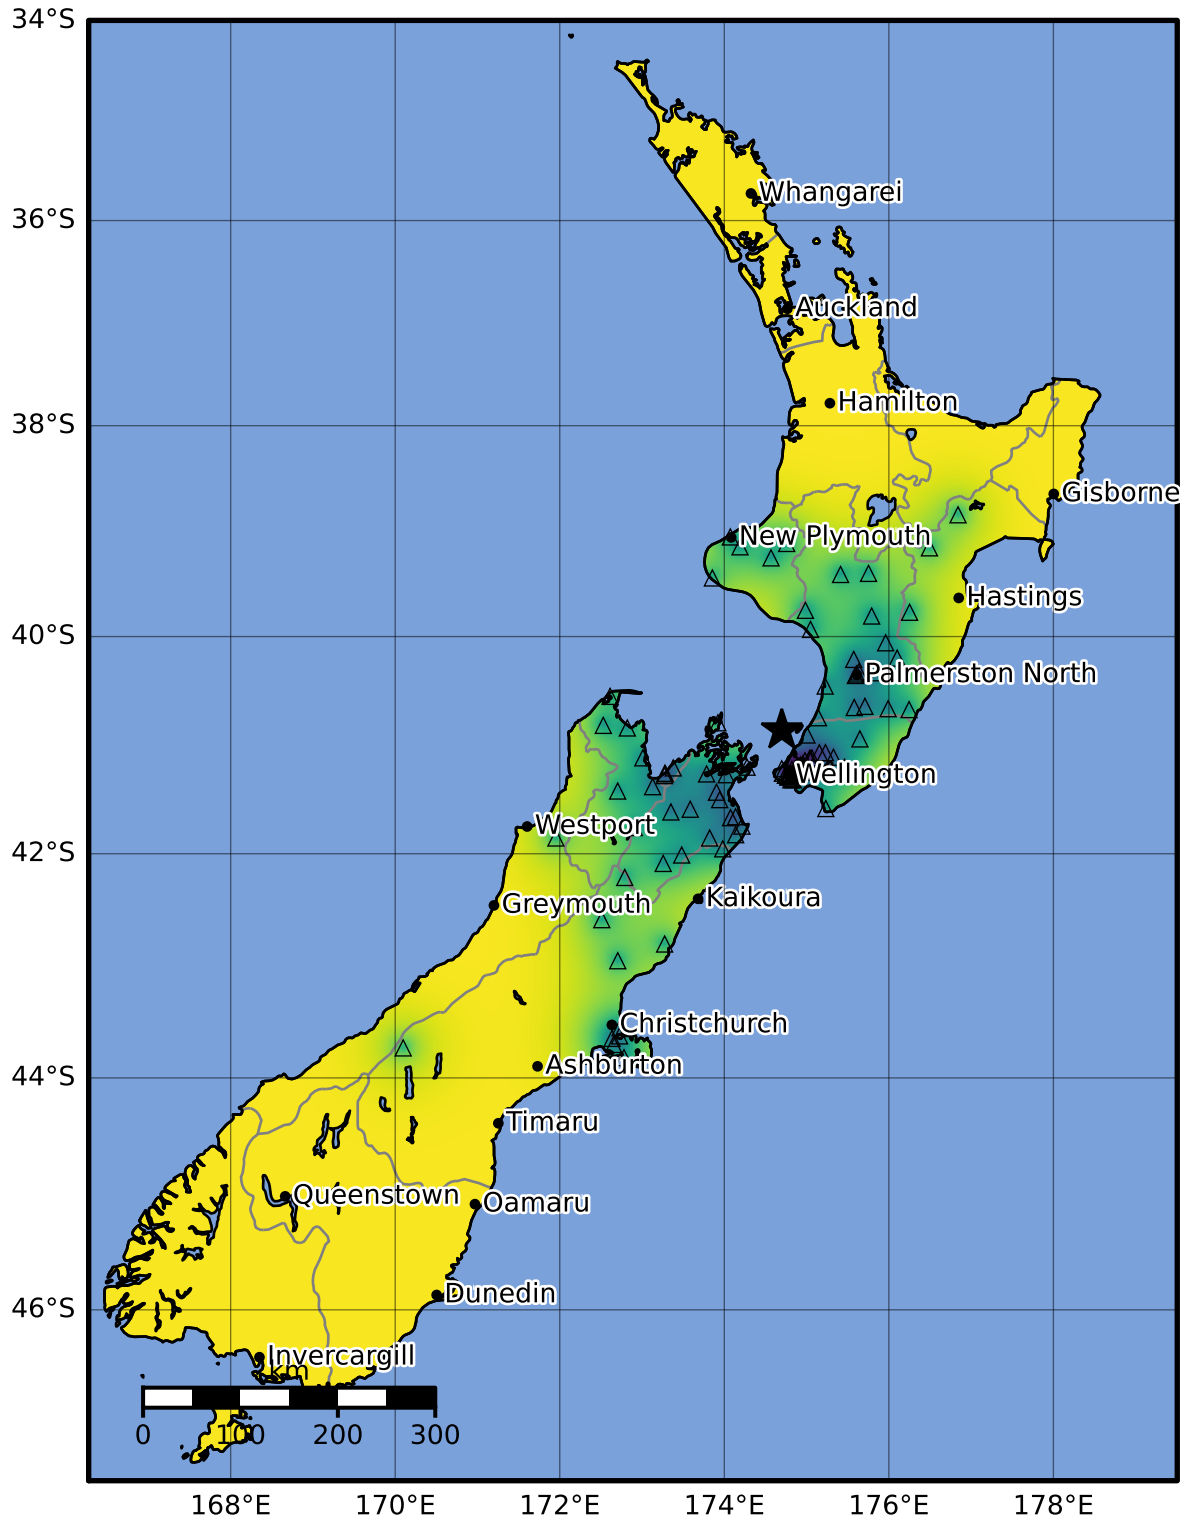 34°S
Whangarei
36°S
Auckland
Hamilton
38°S
Gisborne
New Plymouth
Hastings
40°S
Palmerston North
Wellington
Westport
42°S
Kaikoura
Greymouth
Christchurch
Ashburton
44°S
Timaru
Queenstown
Oamaru
Dunedin
46°S
Invercargill
km
0 100 200 300
168°E 170°E 172°E 174°E 176°E 178°E